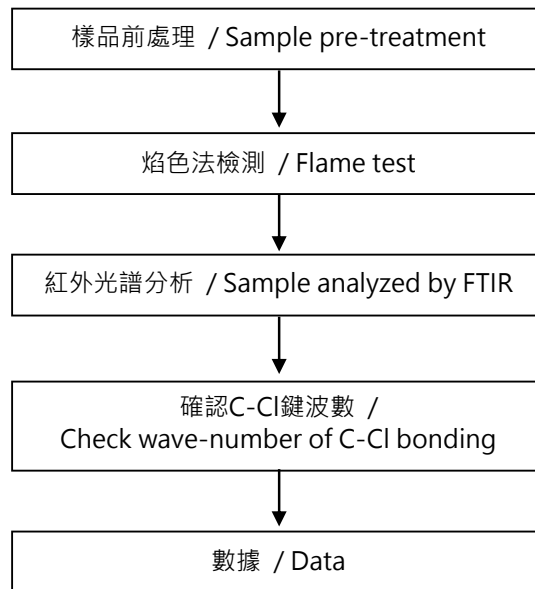 樣品前處理 / Sample pre-treatment
焰色法檢測 / Flame test
紅外光譜分析 / Sample analyzed by FTIR
確認C-Cl鍵波數 /
Check wave-number of C-Cl bonding
數據 / Data